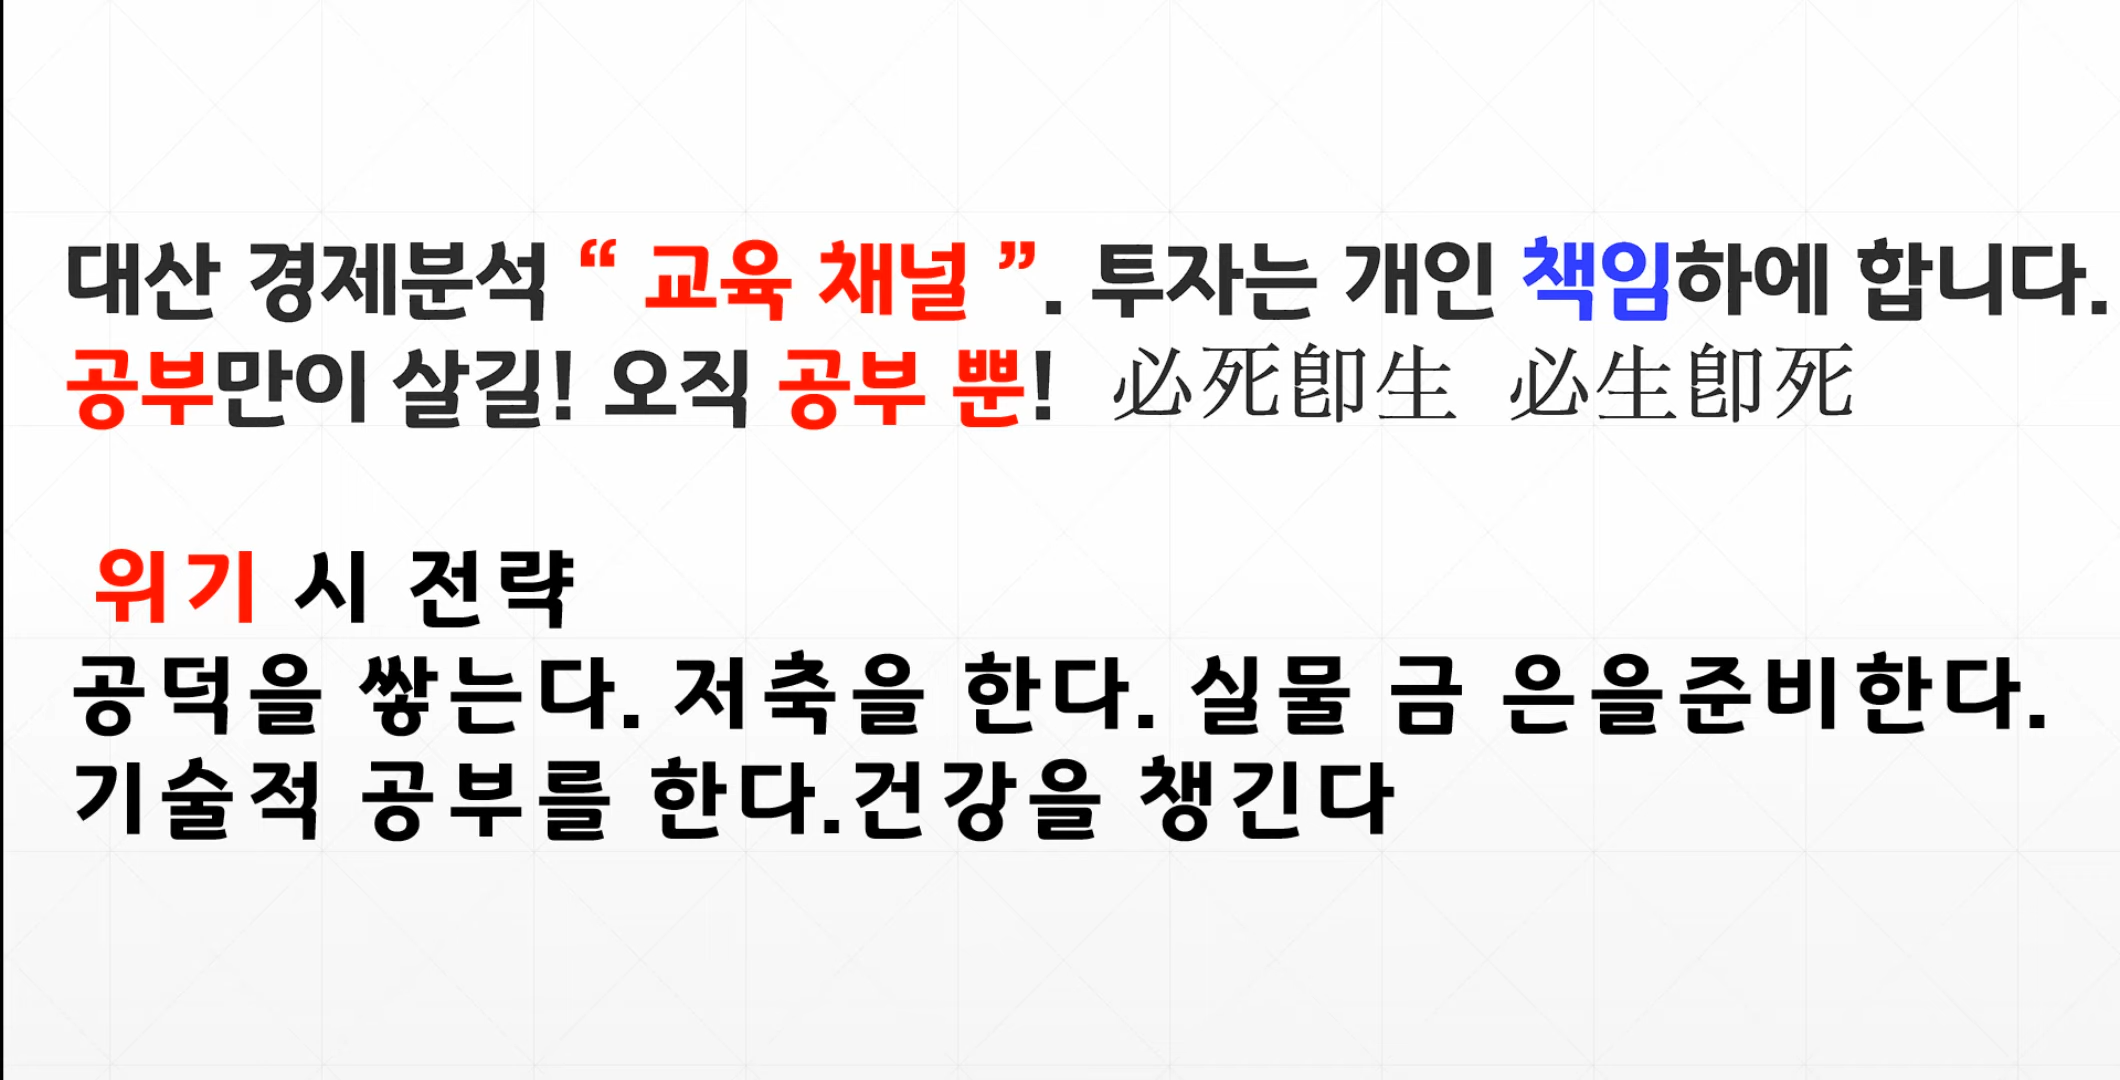 대산 경제분석 “ 교육 채널 ”. 투자는 개인 책임하에 합니다.
공부만이 살길! 오직 공부 뿐! 必死卽生 必生卽死
위기 시 전략
공덕을 쌓는다. 저축을 한다. 실물 금 은을준비한다.
기술적 공부를 한다.건강을 챙긴다